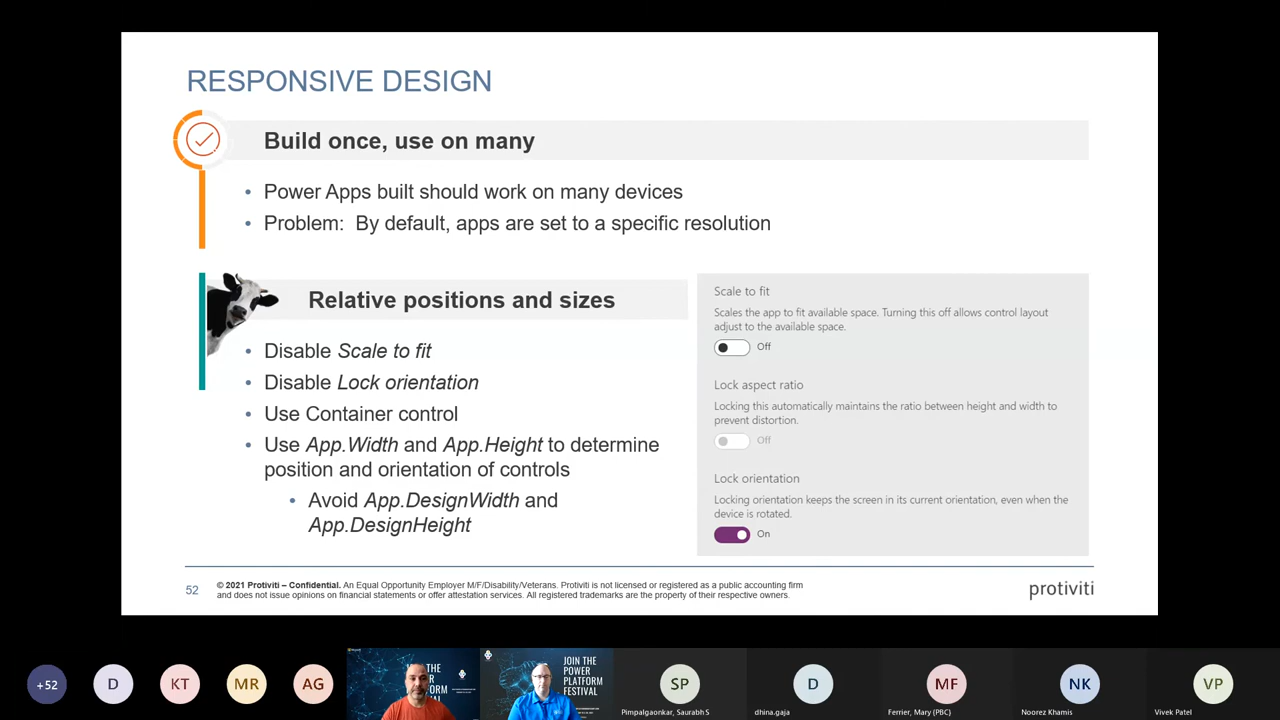 RESPONSIVE DESIGN
Build once, use on many
• Power Apps built should work on many devices
• Problem:  By default, apps are set to a specific resolution
Relative positions and sizes
• Disable Scale to fit
• Disable Lock orientation
• Use Container control
• Use App.Width and App.Height to determine
position and orientation of controls
• Avoid App.DesignWidth and
App.DesignHeight
Scale to fit
Scales the app to fit available space. Turning this off allows control layout
adjust to the available space.
Off
Lock aspect ratio
Locking this automatically maintains the ratio between height and width to
prevent distortion.
Off
Lock orientation
Locking orientation keeps the screen in its current orientation, even when the
device is rotated.
On
52
© 2021 Protiviti – Confidential. An Equal Opportunity Employer M/F/Disability/Veterans. Protiviti is not licensed or registered as a public accounting firm
and does not issue opinions on financial statements or offer attestation services. All registered trademarks are the property of their respective owners.
protiviti
+52
D
KT
MR
AG
THE
JOIN THE
POWER
PLATFORM
FESTIVAL
SP
Pimpalgaonkar, Saurabh S
D
dhina.gaja
MF
Ferrier, Mary (PBC)
NK
Noorez Khamis
VP
Vivek Patel